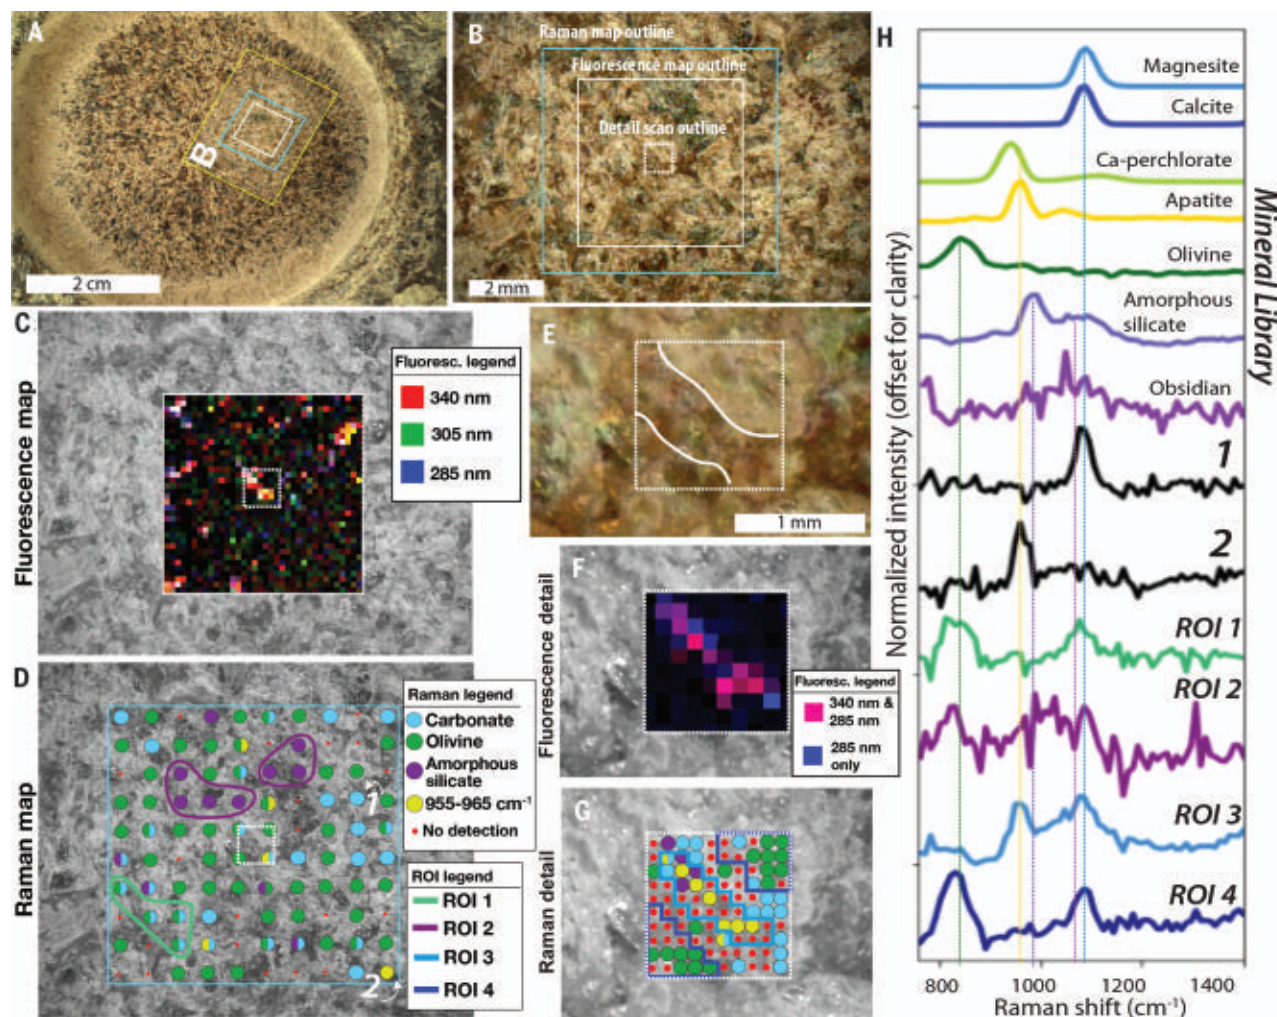 A
B
2 cm
B
Raman map outline
Fluorescence map outline
Detail scan outline
2 mm
C
Fluorescence map
Fluoresc. legend
340 nm
305 nm
285 nm
D
Raman map
1
2
Raman legend
Carbonate
Olivine
Amorphous
silicate
955-965 cm⁻¹
No detection
ROI legend
ROI 1
ROI 2
ROI 3
ROI 4
E
1 mm
F
Fluorescence detail
Fluoresc. legend
340 nm &
285 nm
285 nm
only
G
Raman detail
H
Normalized intensity (offset for clarity)
Magnesite
Calcite
Ca-perchlorate
Apatite
Olivine
Amorphous
silicate
Obsidian
1
2
ROI 1
ROI 2
ROI 3
ROI 4
Mineral Library
800
1000
1200
1400
Raman shift (cm⁻¹)